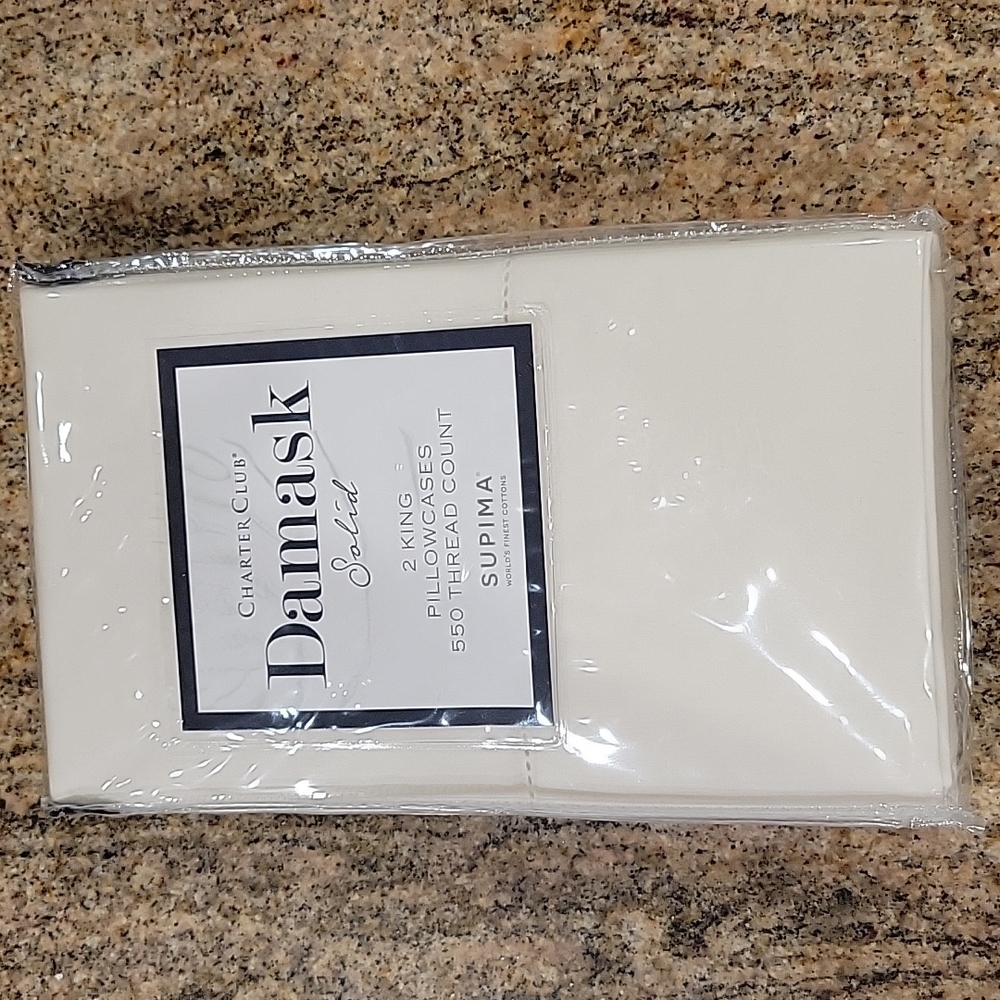 CHARTER CLUB®
Damask
Solid
2 KING
PILLOWCASES
550 THREAD COUNT
SUPIMA®
WORLD'S FINEST COTTONS